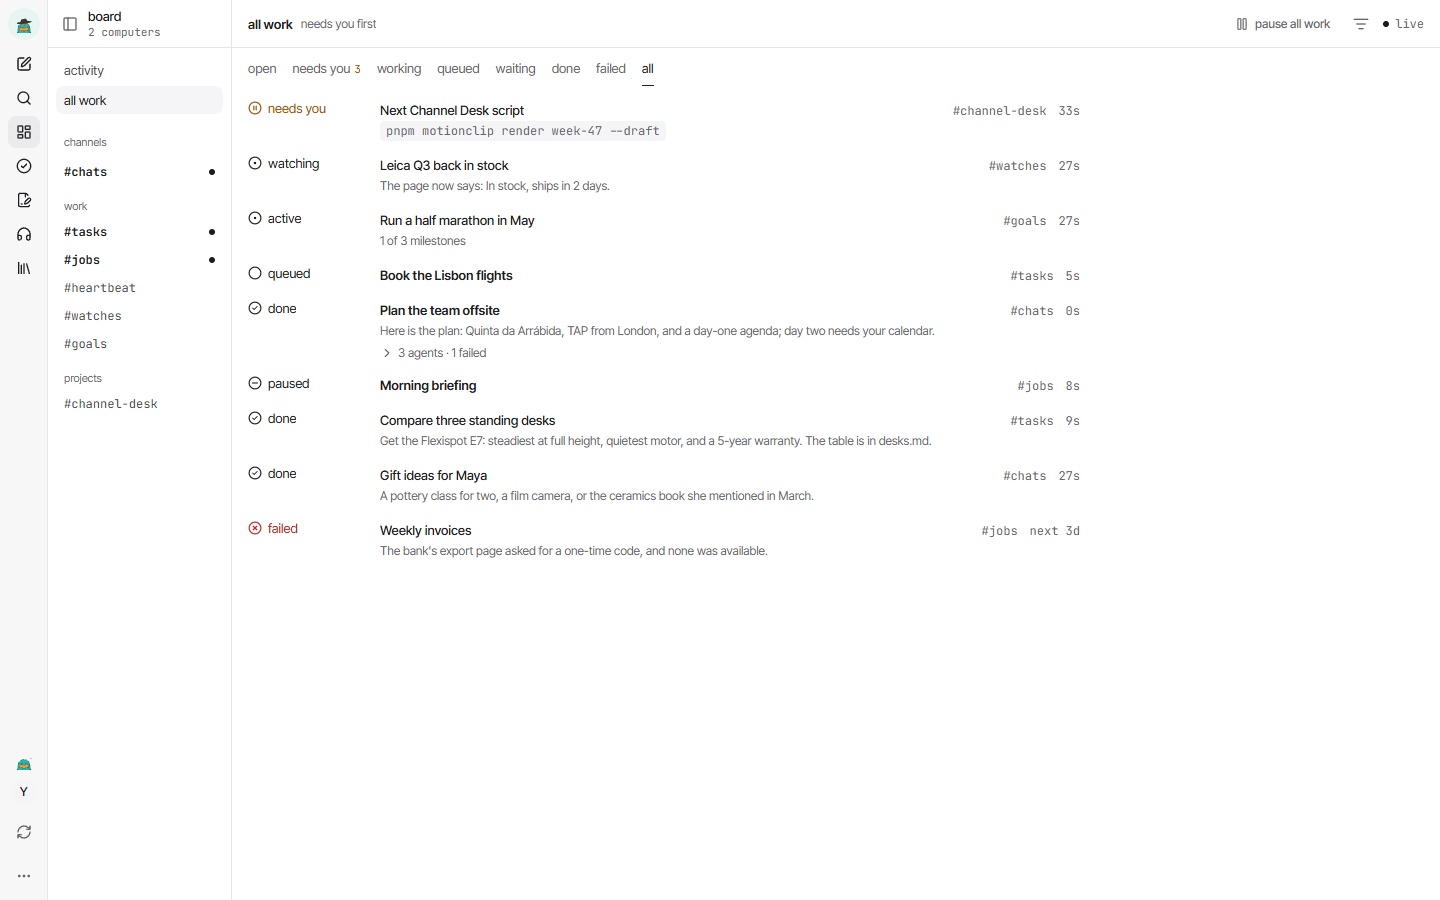 board
2 computers
all work needs you first
pause all work
live
activity
all work
channels
#chats
work
#tasks
#jobs
#heartbeat
#watches
#goals
projects
#channel-desk
Y
open needs you 3 working queued waiting done failed all
needs you Next Channel Desk script #channel-desk 33s
pnpm motionclip render week-47 --draft
watching Leica Q3 back in stock #watches 27s
The page now says: In stock, ships in 2 days.
active Run a half marathon in May #goals 27s
1 of 3 milestones
queued Book the Lisbon flights #tasks 5s
done Plan the team offsite #chats 0s
Here is the plan: Quinta da Arrábida, TAP from London, and a day-one agenda; day two needs your calendar.
3 agents · 1 failed
paused Morning briefing #jobs 8s
done Compare three standing desks #tasks 9s
Get the Flexispot E7: steadiest at full height, quietest motor, and a 5-year warranty. The table is in desks.md.
done Gift ideas for Maya #chats 27s
A pottery class for two, a film camera, or the ceramics book she mentioned in March.
failed Weekly invoices #jobs next 3d
The bank's export page asked for a one-time code, and none was available.